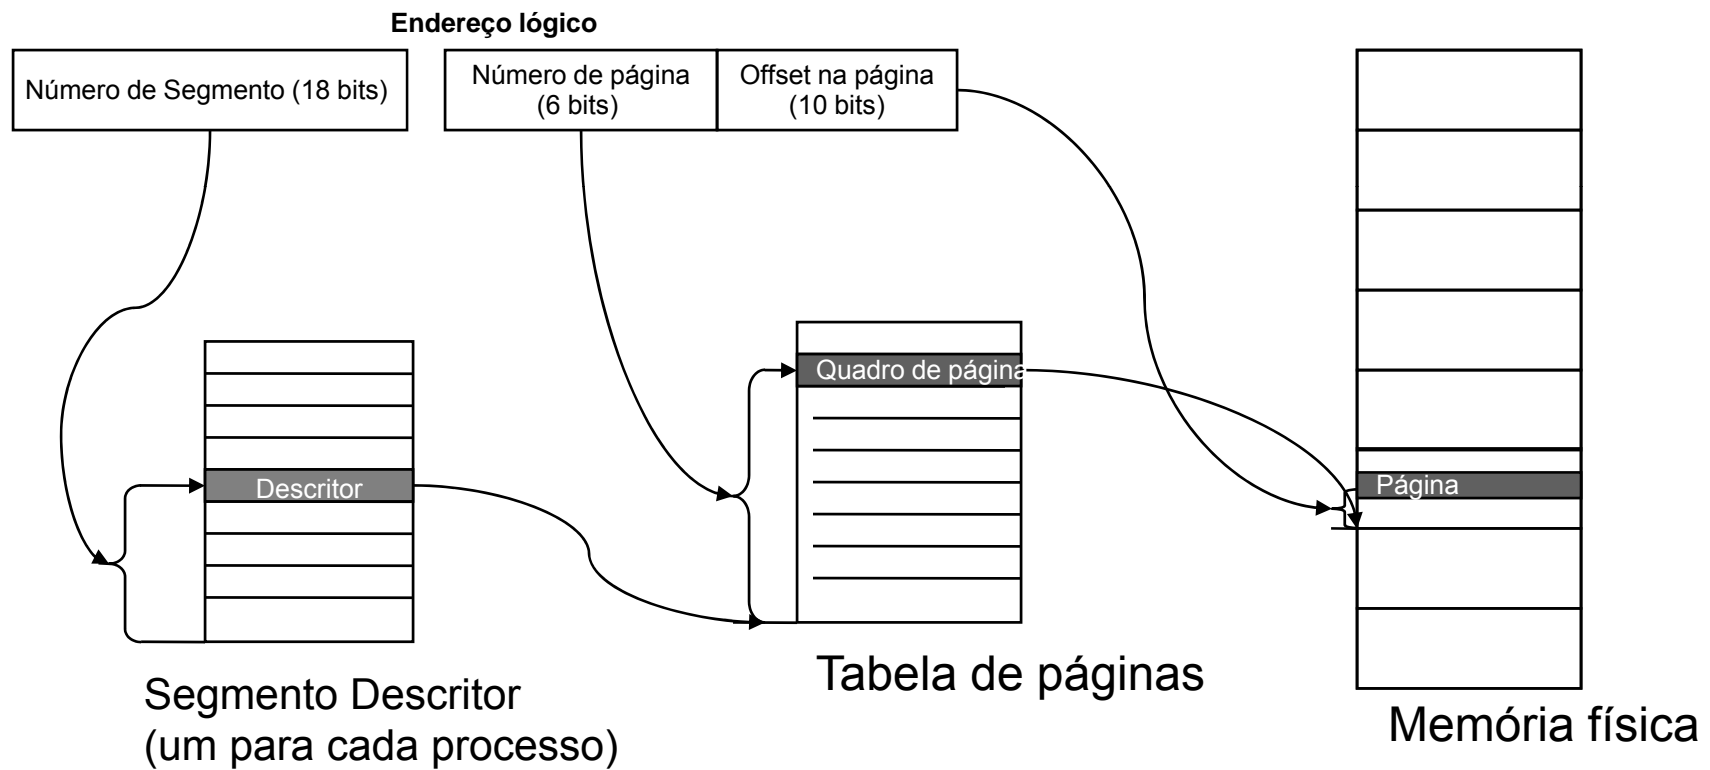 Endereço lógico
Número de Segmento (18 bits)
Número de página
(6 bits)
Offset na página
(10 bits)
Quadro de página
Descritor
Página
Segmento Descritor
(um para cada processo)
Tabela de páginas
Memória física